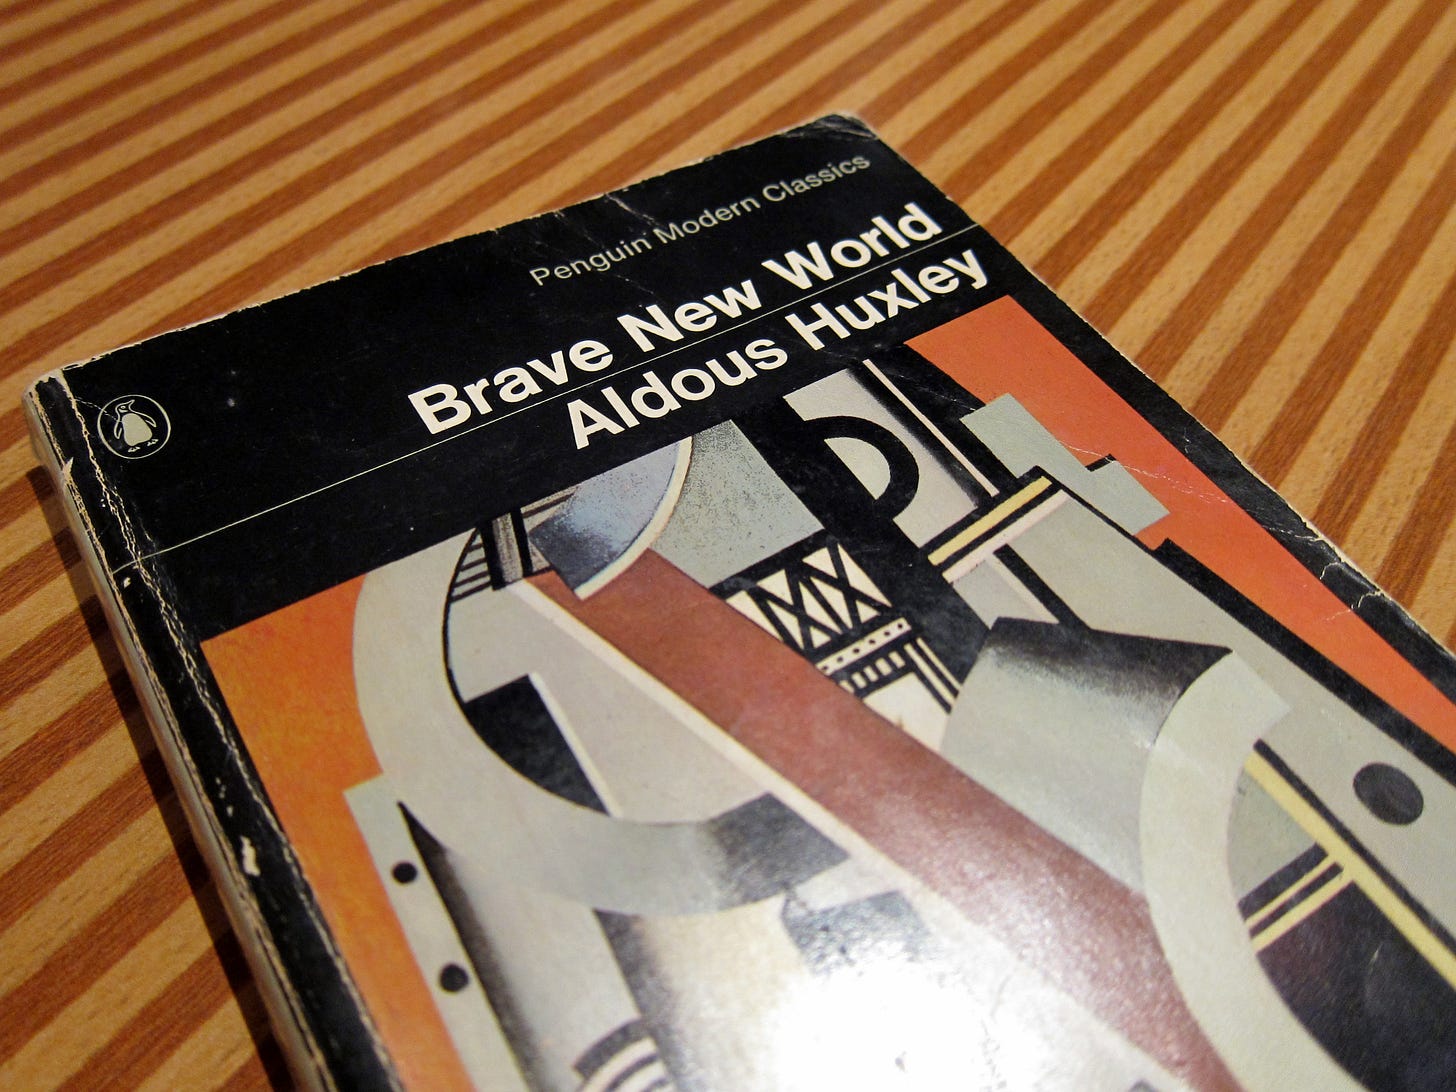 Penguin Modern Classics
Brave New World
Aldous Huxley